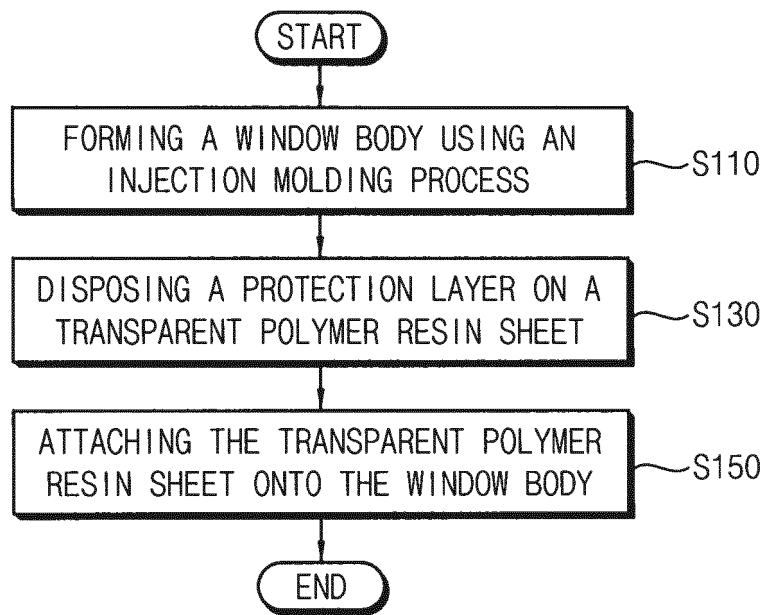 START
FORMING A WINDOW BODY USING AN
INJECTION MOLDING PROCESS
S110
DISPOSING A PROTECTION LAYER ON A
TRANSPARENT POLYMER RESIN SHEET
S130
ATTACHING THE TRANSPARENT POLYMER
RESIN SHEET ONTO THE WINDOW BODY
S150
END